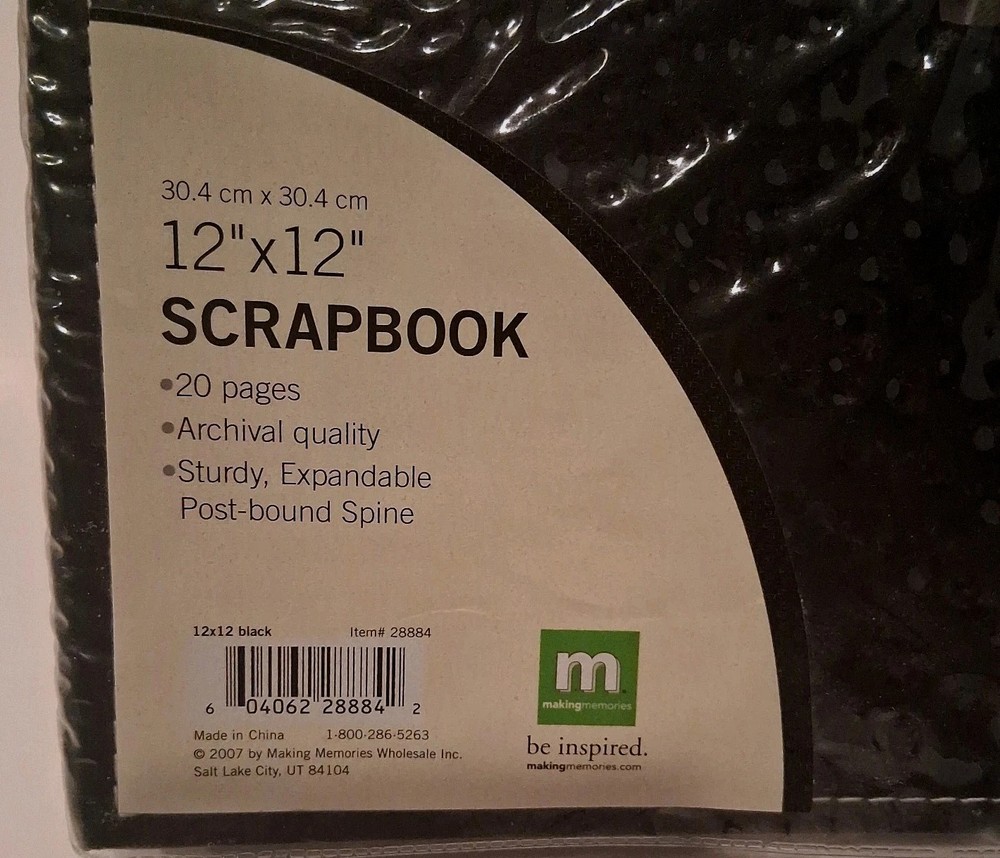 30.4 cm x 30.4 cm
12"x12"
SCRAPBOOK
•20 pages
•Archival quality
•Sturdy, Expandable
Post-bound Spine
12x12 black Item# 28884
6 04062 28884 2
Made in China 1-800-286-5263
© 2007 by Making Memories Wholesale Inc.
Salt Lake City, UT 84104
m
makingmemories
be inspired.
makingmemories.com